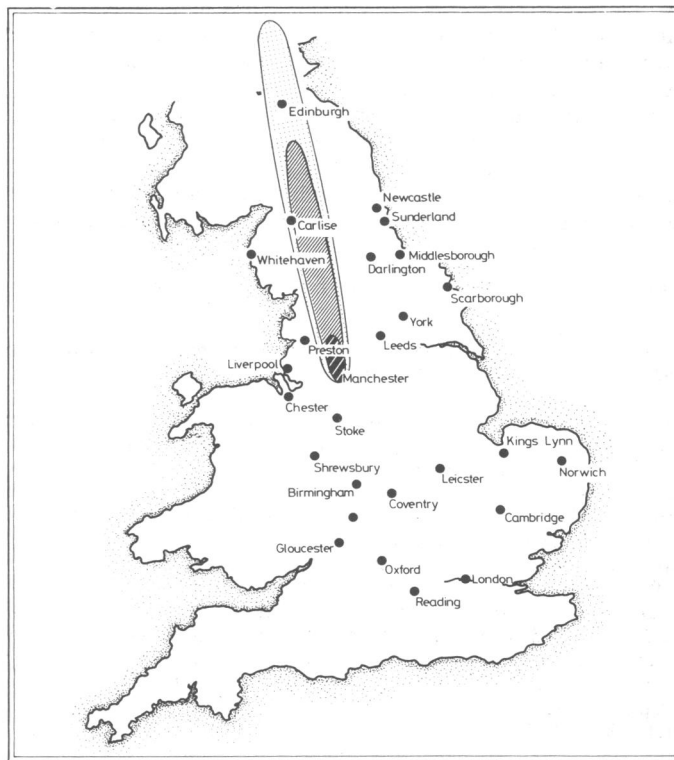 Edinburgh
Newcastle
Sunderland
Carlise
Whitehaven
Middlesborough
Darlington
Scarborough
York
Preston
Leeds
Liverpool
Manchester
Chester
Stoke
Kings Lynn
Shrewsbury
Norwich
Leicster
Birmingham
Coventry
Cambridge
Gloucester
Oxford
London
Reading